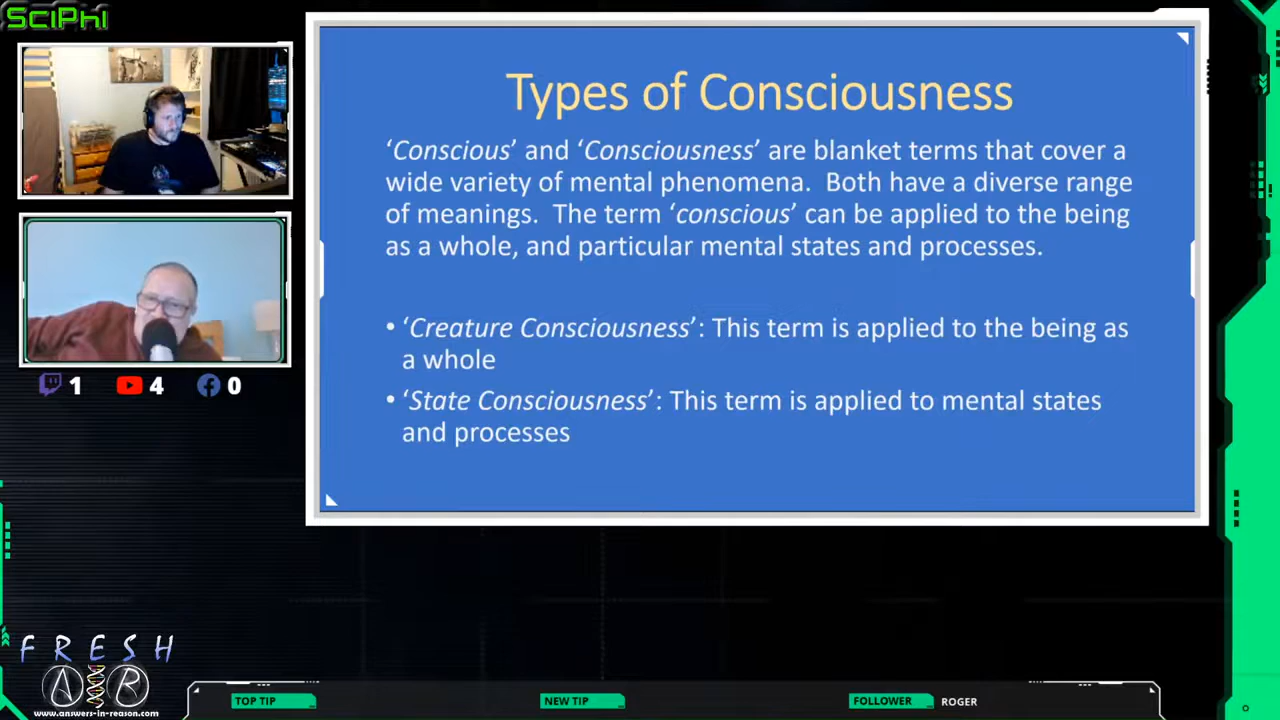 SCIPHI
Types of Consciousness
‘Conscious’ and ‘Consciousness’ are blanket terms that cover a
wide variety of mental phenomena. Both have a diverse range
of meanings. The term ‘conscious’ can be applied to the being
as a whole, and particular mental states and processes.
• ‘Creature Consciousness’: This term is applied to the being as
a whole
• ‘State Consciousness’: This term is applied to mental states
and processes
1 4 0
FRESH
AiR
www.answers-in-reason.com
TOP TIP NEW TIP FOLLOWER ROGER